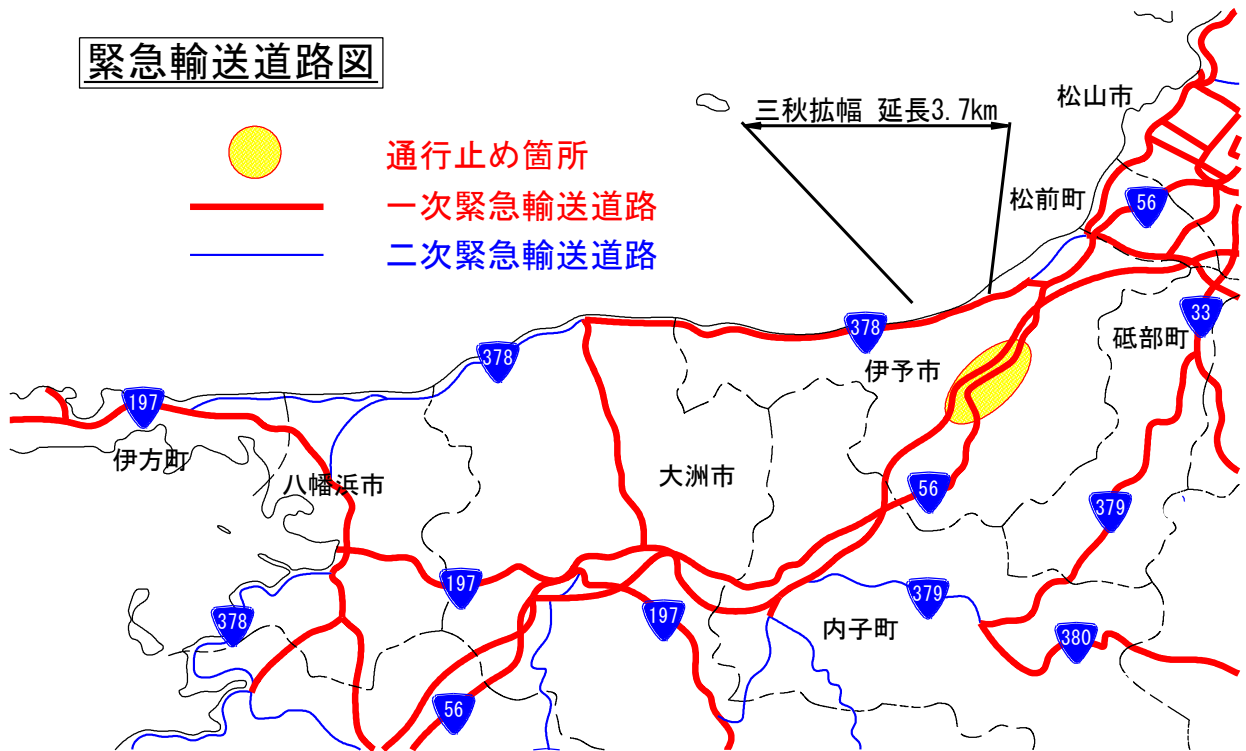 緊急輸送道路図
通行止め箇所
一次緊急輸送道路
二次緊急輸送道路
三秋拡幅 延長3.7km
松山市
松前町
56
33
砥部町
378
伊予市
378
197
伊方町
八幡浜市
大洲市
56
379
197
379
197
378
内子町
380
56